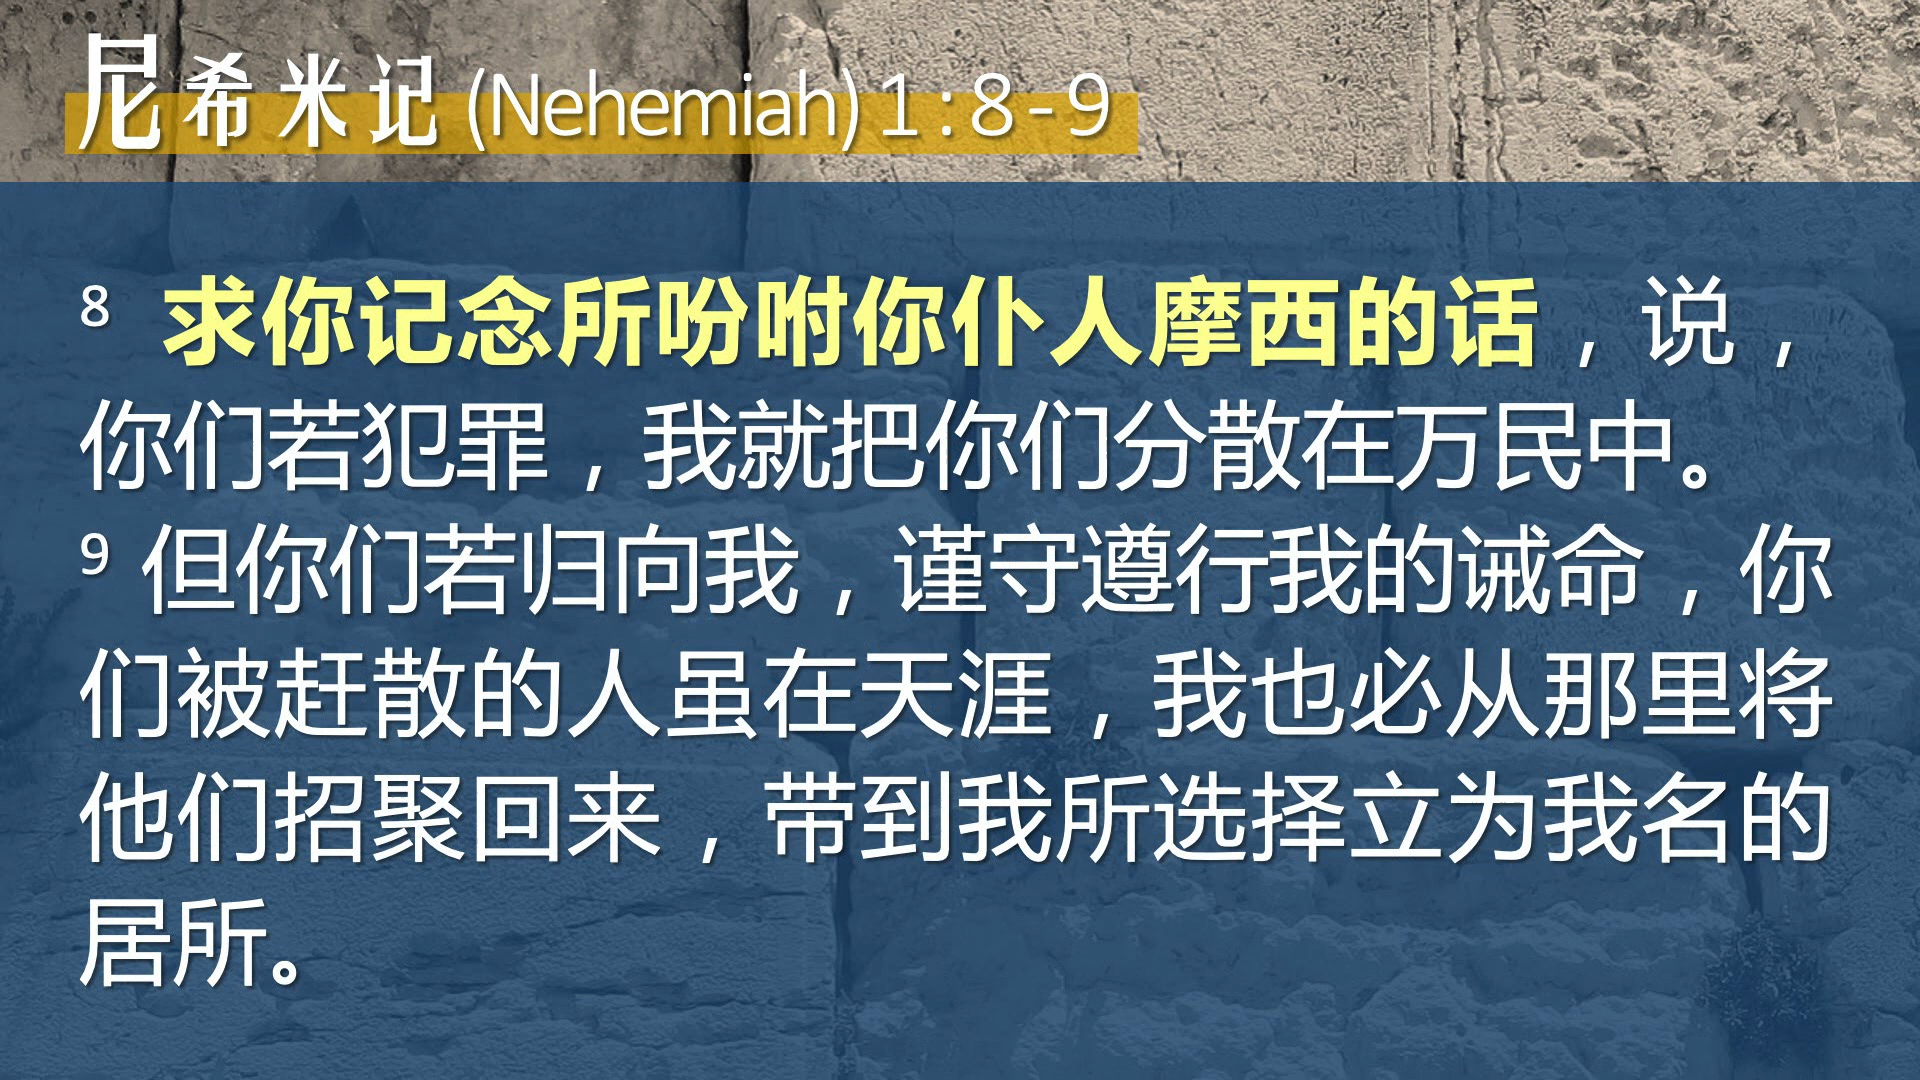 尼希米记(Nehemiah)1:8-9
8 求你记念所吩咐你仆人摩西的话，说，
你们若犯罪，我就把你们分散在万民中。
9 但你们若归向我，谨守遵行我的诫命，你
们被赶散的人虽在天涯，我也必从那里将
他们招聚回来，带到我所选择立为我名的
居所。